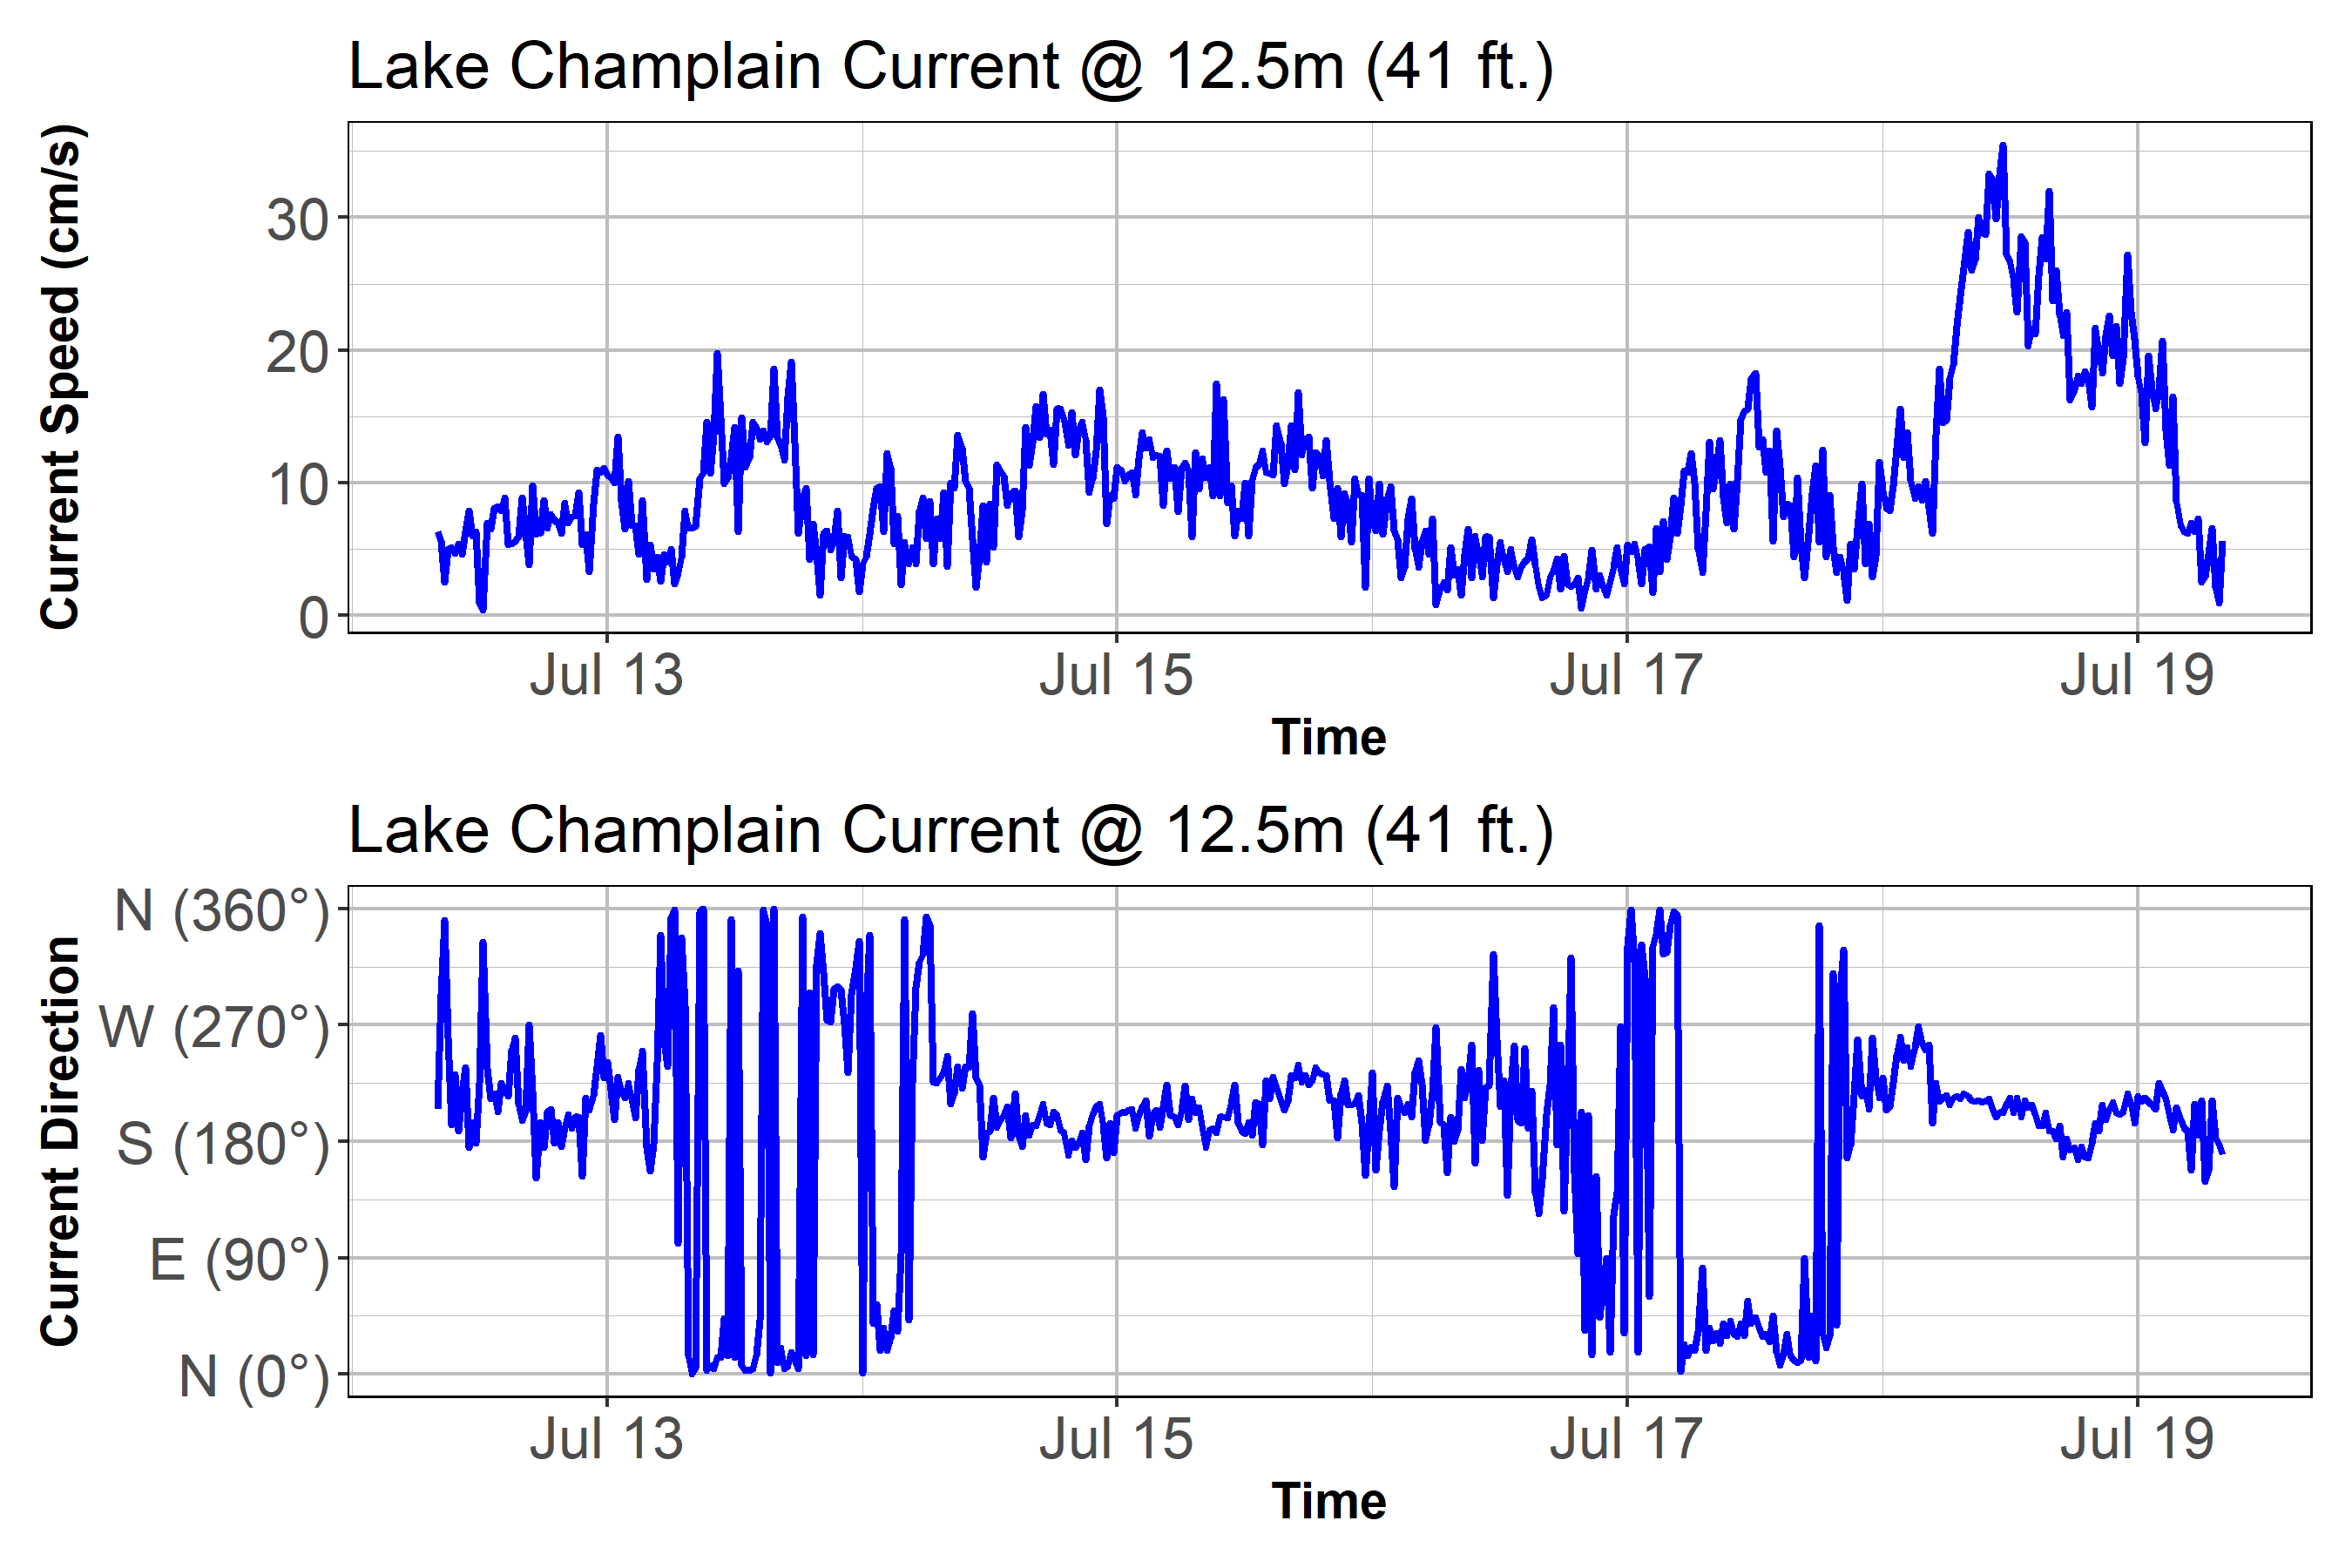 Lake Champlain Current @ 12.5m (41 ft.)
Current Speed (cm/s)
30
20
10
0
Jul 13 Jul 15 Jul 17 Jul 19
Time
Lake Champlain Current @ 12.5m (41 ft.)
Current Direction
N (360°)
W (270°)
S (180°)
E (90°)
N (0°)
Jul 13 Jul 15 Jul 17 Jul 19
Time